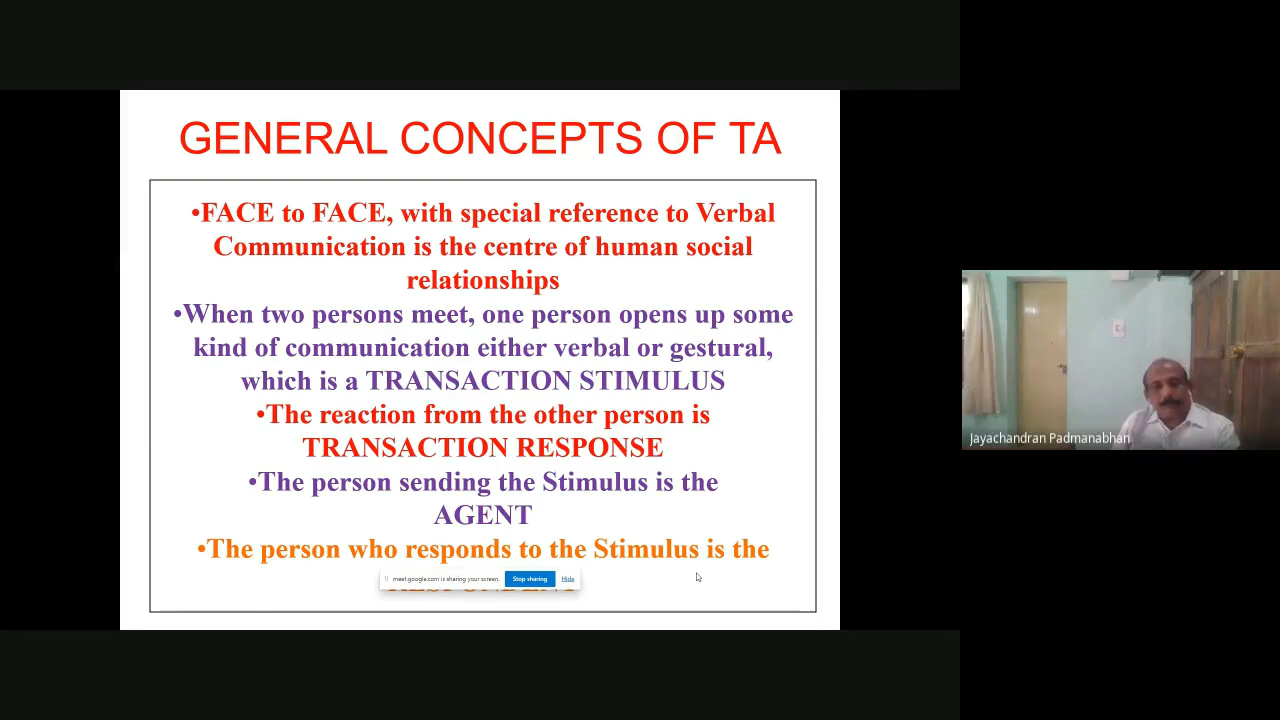 GENERAL CONCEPTS OF TA
•FACE to FACE, with special reference to Verbal
Communication is the centre of human social
relationships
•When two persons meet, one person opens up some
kind of communication either verbal or gestural,
which is a TRANSACTION STIMULUS
•The reaction from the other person is
TRANSACTION RESPONSE
•The person sending the Stimulus is the
AGENT
•The person who responds to the Stimulus is the
meet.google.com is sharing your screen. Stop sharing Hide
RESPONDENT
Jayachandran Padmanabhan